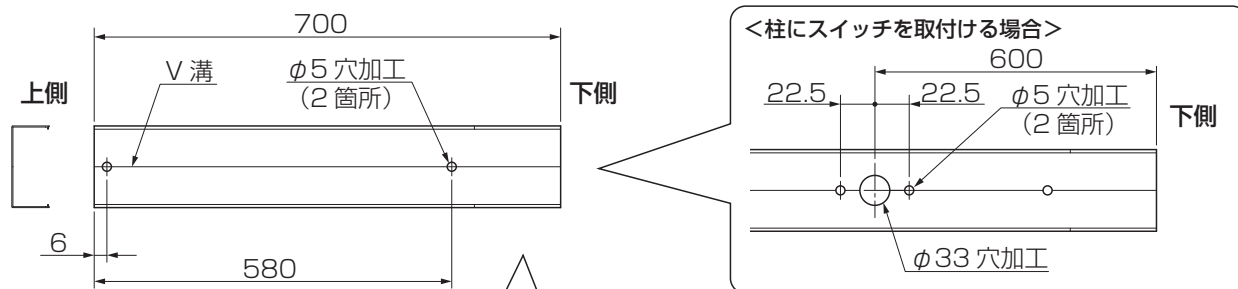 700
V 溝
φ5 穴加工
(2 箇所)
上側
下側
6
580
<柱にスイッチを取付ける場合>
600
22.5
22.5
φ5 穴加工
(2 箇所)
下側
φ33 穴加工